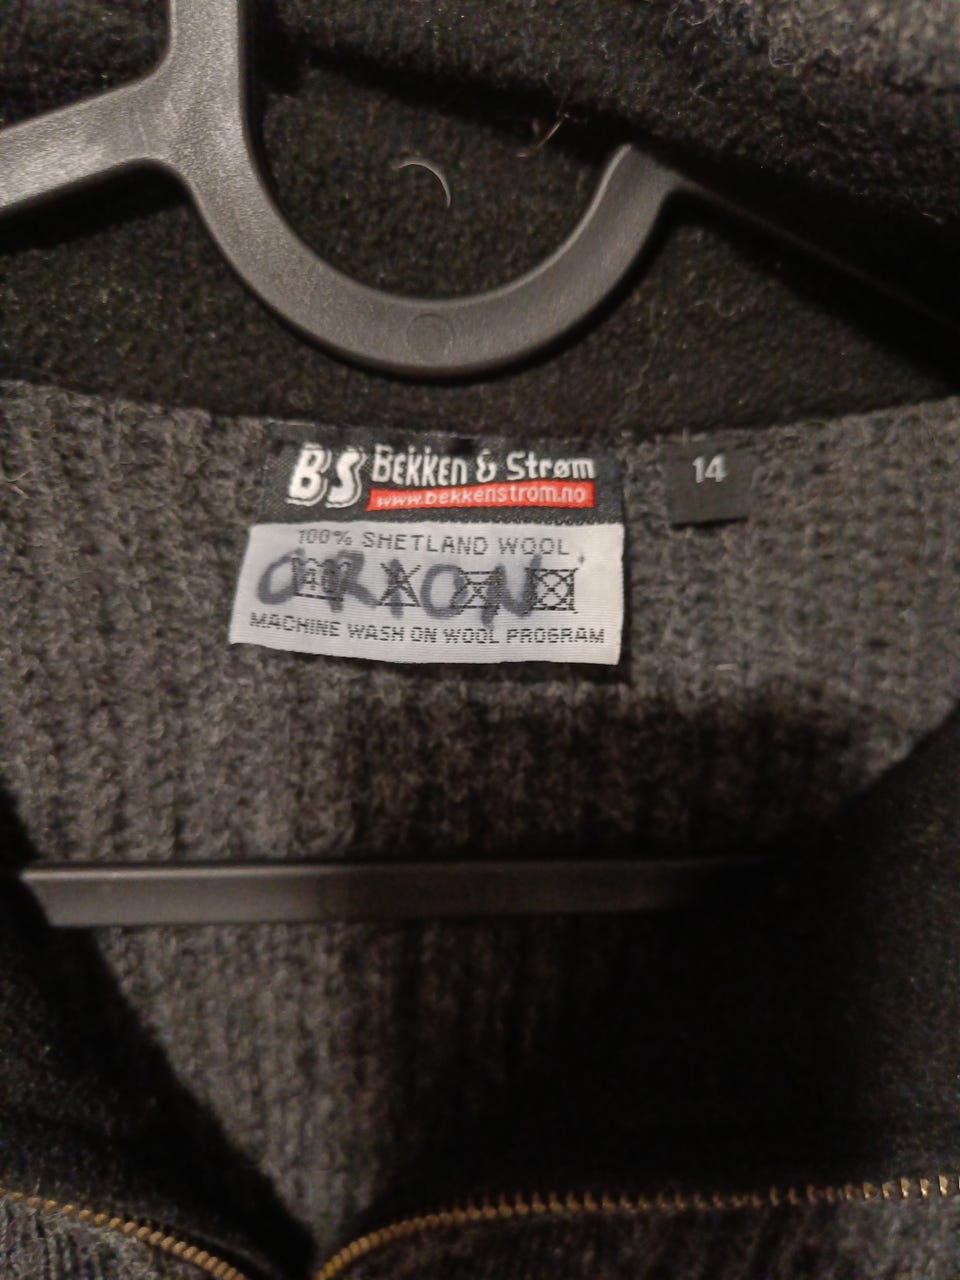 BS Bekken & Strøm
www.bekkenstrom.no
14
100% SHETLAND WOOL
ORION
MACHINE WASH ON WOOL PROGRAM